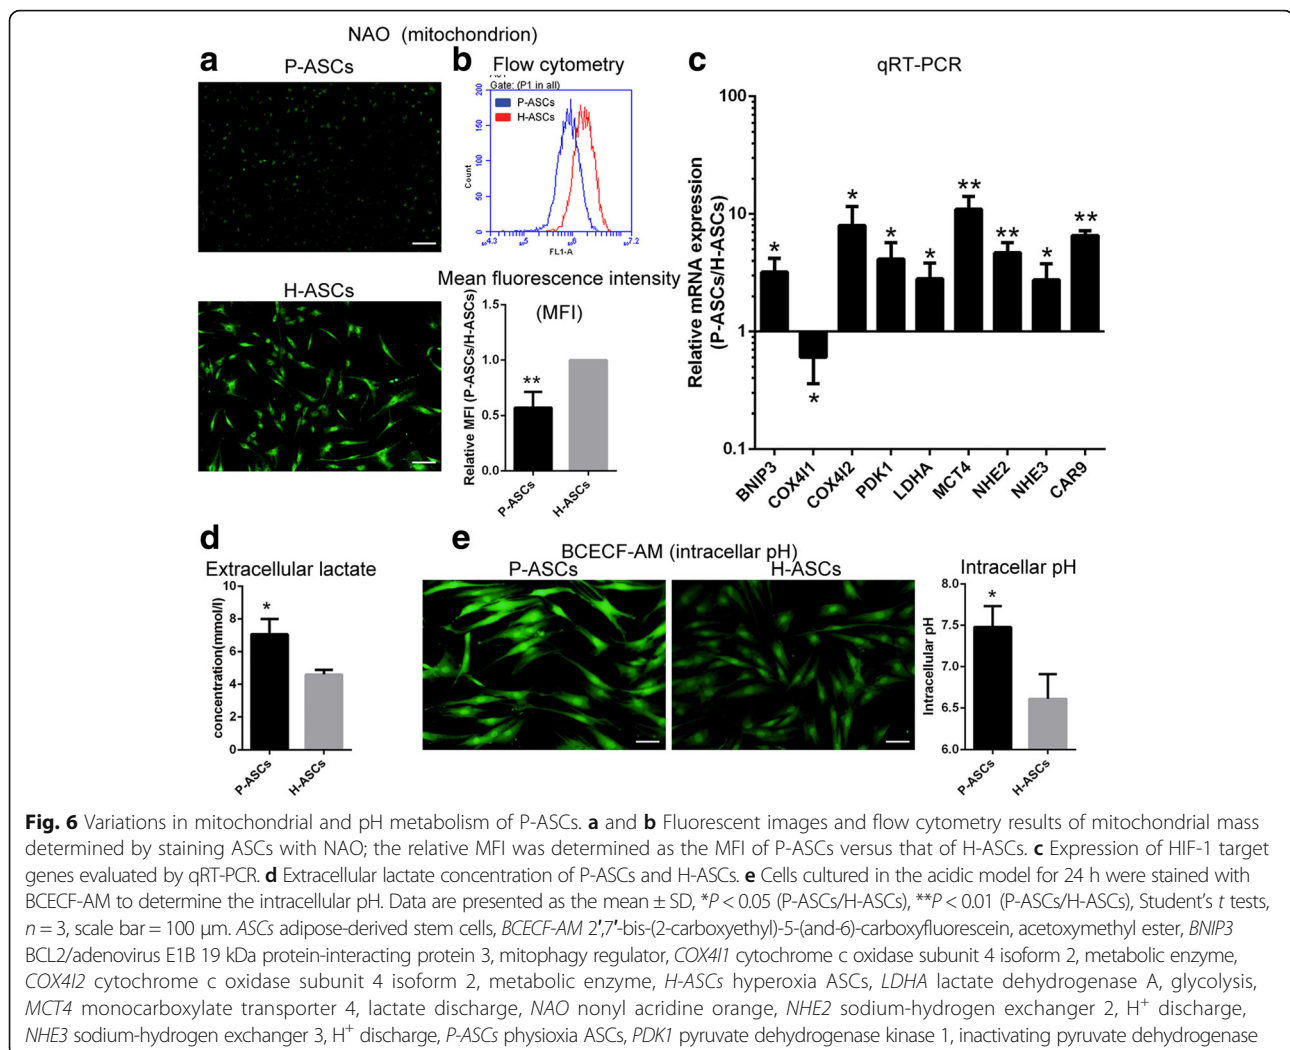 NAO (mitochondrion)
a
P-ASCs
H-ASCs
b
Flow cytometry
Gate: (P1 in all)
P-ASCs
H-ASCs
200
150
100
50
0
Count
4.3
5
6
7.2
FL1-A
Mean fluorescence intensity
(MFI)
Relative MFI (P-ASCs/H-ASCs)
1.5
1.0
0.5
0.0
**
P-ASCs
H-ASCs
c
qRT-PCR
Relative mRNA expression
(P-ASCs/H-ASCs)
100
10
1
0.1
*
*
*
*
*
**
**
*
**
BNIP3
COX4I1
COX4I2
PDK1
LDHA
MCT4
NHE2
NHE3
CAR9
d
Extracellular lactate
concentration(mmol/l)
10
8
6
4
2
0
*
P-ASCs
H-ASCs
e
BCECF-AM (intracellar pH)
P-ASCs
H-ASCs
Intracellar pH
Intracellular pH
8.0
7.5
7.0
6.5
6.0
*
P-ASCs
H-ASCs
Fig. 6 Variations in mitochondrial and pH metabolism of P-ASCs. a and b Fluorescent images and flow cytometry results of mitochondrial mass
determined by staining ASCs with NAO; the relative MFI was determined as the MFI of P-ASCs versus that of H-ASCs. c Expression of HIF-1 target
genes evaluated by qRT-PCR. d Extracellular lactate concentration of P-ASCs and H-ASCs. e Cells cultured in the acidic model for 24 h were stained with
BCECF-AM to determine the intracellular pH. Data are presented as the mean ± SD, *P < 0.05 (P-ASCs/H-ASCs), **P < 0.01 (P-ASCs/H-ASCs), Student's t tests,
n = 3, scale bar = 100 μm. ASCs adipose-derived stem cells, BCECF-AM 2′,7′-bis-(2-carboxyethyl)-5-(and-6)-carboxyfluorescein, acetoxymethyl ester, BNIP3
BCL2/adenovirus E1B 19 kDa protein-interacting protein 3, mitophagy regulator, COX4I1 cytochrome c oxidase subunit 4 isoform 2, metabolic enzyme,
COX4I2 cytochrome c oxidase subunit 4 isoform 2, metabolic enzyme, H-ASCs hyperoxia ASCs, LDHA lactate dehydrogenase A, glycolysis,
MCT4 monocarboxylate transporter 4, lactate discharge, NAO nonyl acridine orange, NHE2 sodium-hydrogen exchanger 2, H+ discharge,
NHE3 sodium-hydrogen exchanger 3, H+ discharge, P-ASCs physioxia ASCs, PDK1 pyruvate dehydrogenase kinase 1, inactivating pyruvate dehydrogenase